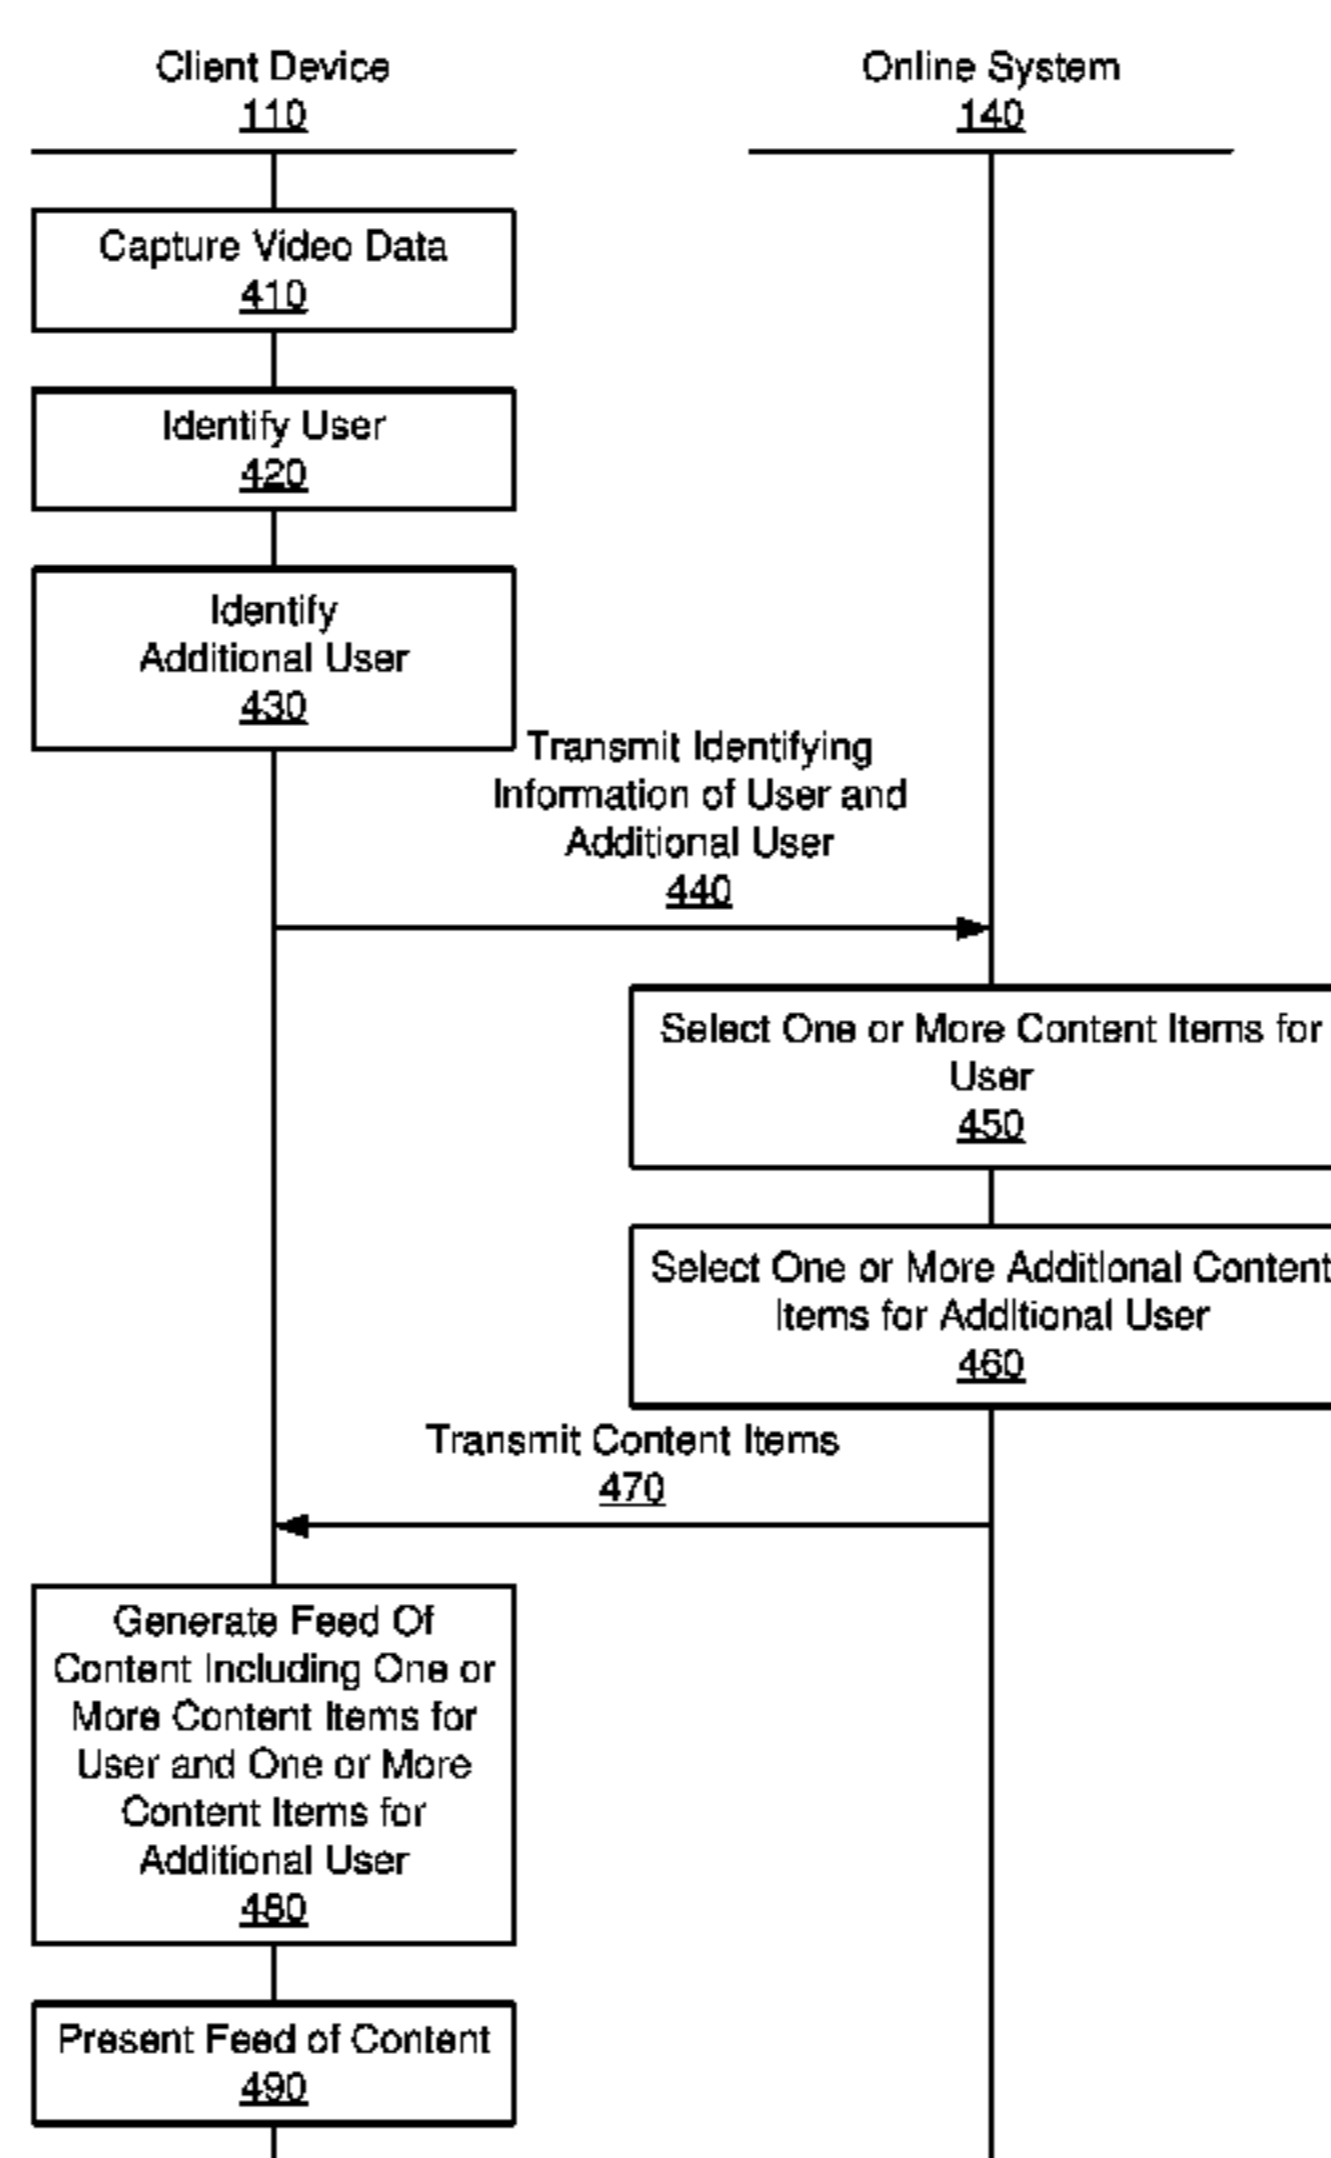 Client Device
110
Online System
140
Capture Video Data
410
Identify User
420
Identify
Additional User
430
Transmit Identifying
Information of User and
Additional User
440
Select One or More Content Items for
User
450
Select One or More Additional Content
Items for Additional User
460
Transmit Content Items
470
Generate Feed Of
Content Including One or
More Content Items for
User and One or More
Content Items for
Additional User
480
Present Feed of Content
490